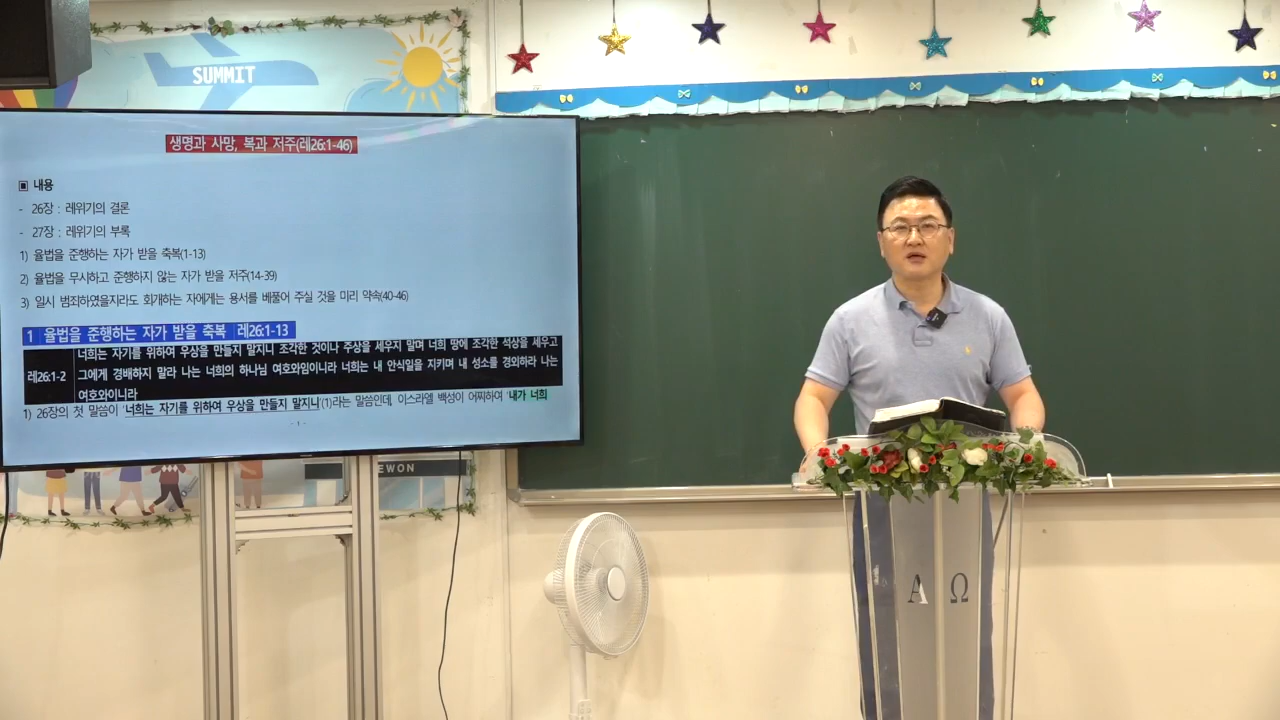 SUMMIT
생명과 사망, 복과 저주(레26:1-46)
▣ 내용
- 26장 : 레위기의 결론
- 27장 : 레위기의 부록
1) 율법을 준행하는 자가 받을 축복(1-13)
2) 율법을 무시하고 준행하지 않는 자가 받을 저주(14-39)
3) 일시 범죄하였을지라도 회개하는 자에게는 용서를 베풀어 주실 것을 미리 약속(40-46)
1 율법을 준행하는 자가 받을 축복 레26:1-13
레26:1-2
너희는 자기를 위하여 우상을 만들지 말지니 조각한 것이나 주상을 세우지 말며 너희 땅에 조각한 석상을 세우고
그에게 경배하지 말라 나는 너희의 하나님 여호와임이니라 너희는 내 안식일을 지키며 내 성소를 경외하라 나는
여호와이니라
1) 26장의 첫 말씀이 '너희는 자기를 위하여 우상을 만들지 말지니'(1)라는 말씀인데, 이스라엘 백성이 어찌하여 '내가 너희
- 1 -
EWON
Α Ω